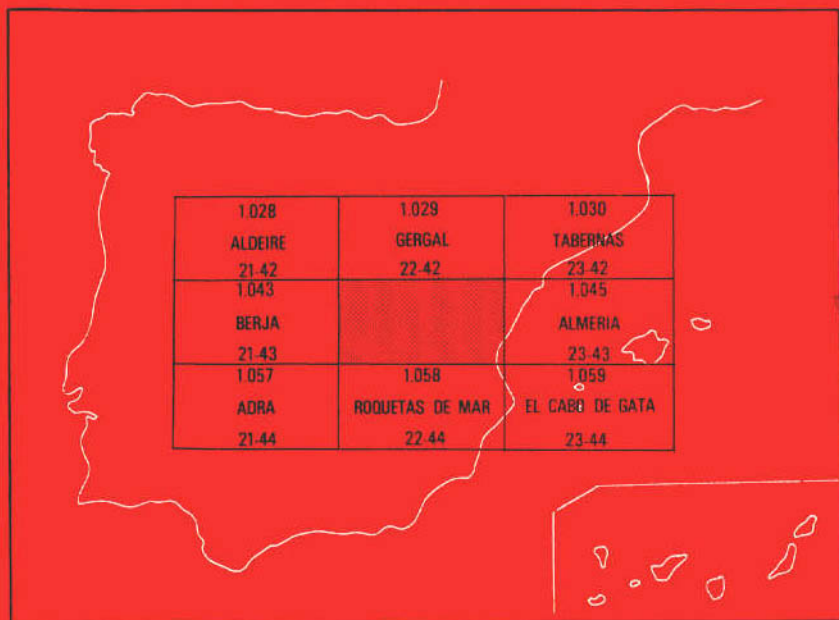 1.028 1.029 1.030
ALDEIRE GERGAL TABERNAS
21-42 22-42 23-42
1.043 1.045
BERJA ALMERIA
21-43 23-43
1.057 1.058 1.059
ADRA ROQUETAS DE MAR EL CABO DE GATA
21-44 22-44 23-44